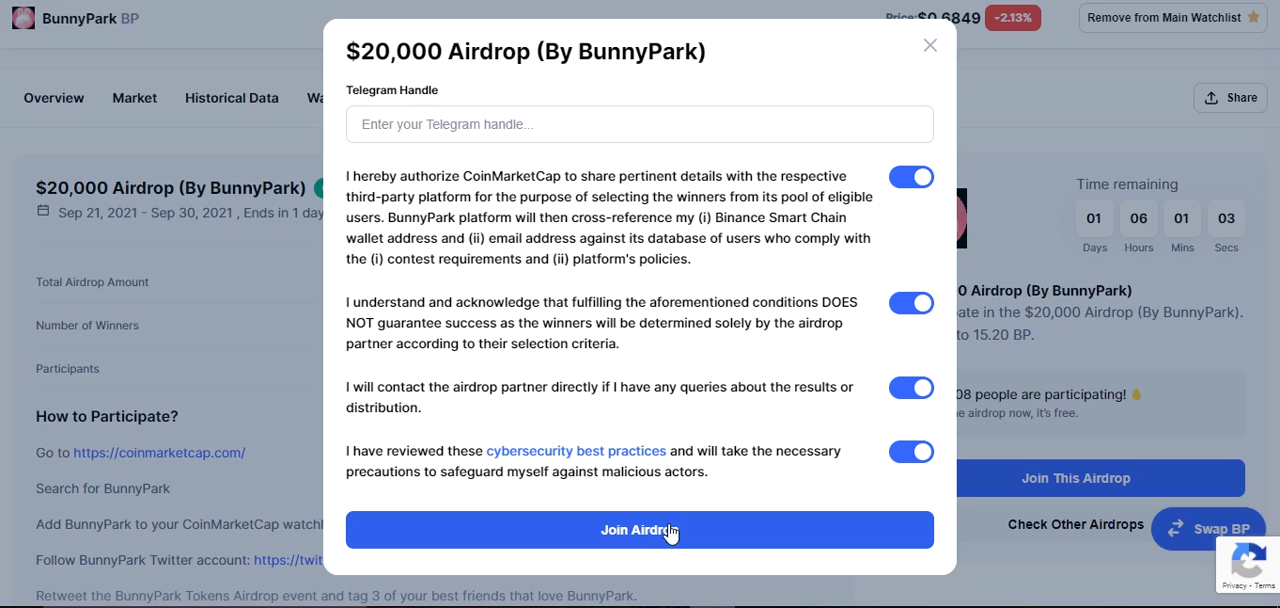 BunnyPark BP
-2.13%
Remove from Main Watchlist
$20,000 Airdrop (By BunnyPark)
Telegram Handle
Enter your Telegram handle...
Overview Market Historical Data
Share
I hereby authorize CoinMarketCap to share pertinent details with the respective
third-party platform for the purpose of selecting the winners from its pool of eligible
users. BunnyPark platform will then cross-reference my (i) Binance Smart Chain
wallet address and (ii) email address against its database of users who comply with
the (i) contest requirements and (ii) platform's policies.
I understand and acknowledge that fulfilling the aforementioned conditions DOES
NOT guarantee success as the winners will be determined solely by the airdrop
partner according to their selection criteria.
I will contact the airdrop partner directly if I have any queries about the results or
distribution.
I have reviewed these cybersecurity best practices and will take the necessary
precautions to safeguard myself against malicious actors.
Join Airdrop
$20,000 Airdrop (By BunnyPark)
Sep 21, 2021 - Sep 30, 2021 , Ends in 1 day
Total Airdrop Amount
Number of Winners
Participants
How to Participate?
Go to https://coinmarketcap.com/
Search for BunnyPark
Add BunnyPark to your CoinMarketCap watchl
Follow BunnyPark Twitter account: https://twit
Retweet the BunnyPark Tokens Airdrop event and tag 3 of your best friends that love BunnyPark.
Time remaining
01 06 01 03
Days Hours Mins Secs
0 Airdrop (By BunnyPark)
ate in the $20,000 Airdrop (By BunnyPark).
to 15.20 BP.
08 people are participating!
e airdrop now, it's free.
Join This Airdrop
Check Other Airdrops
Swap BP
Privacy - Terms